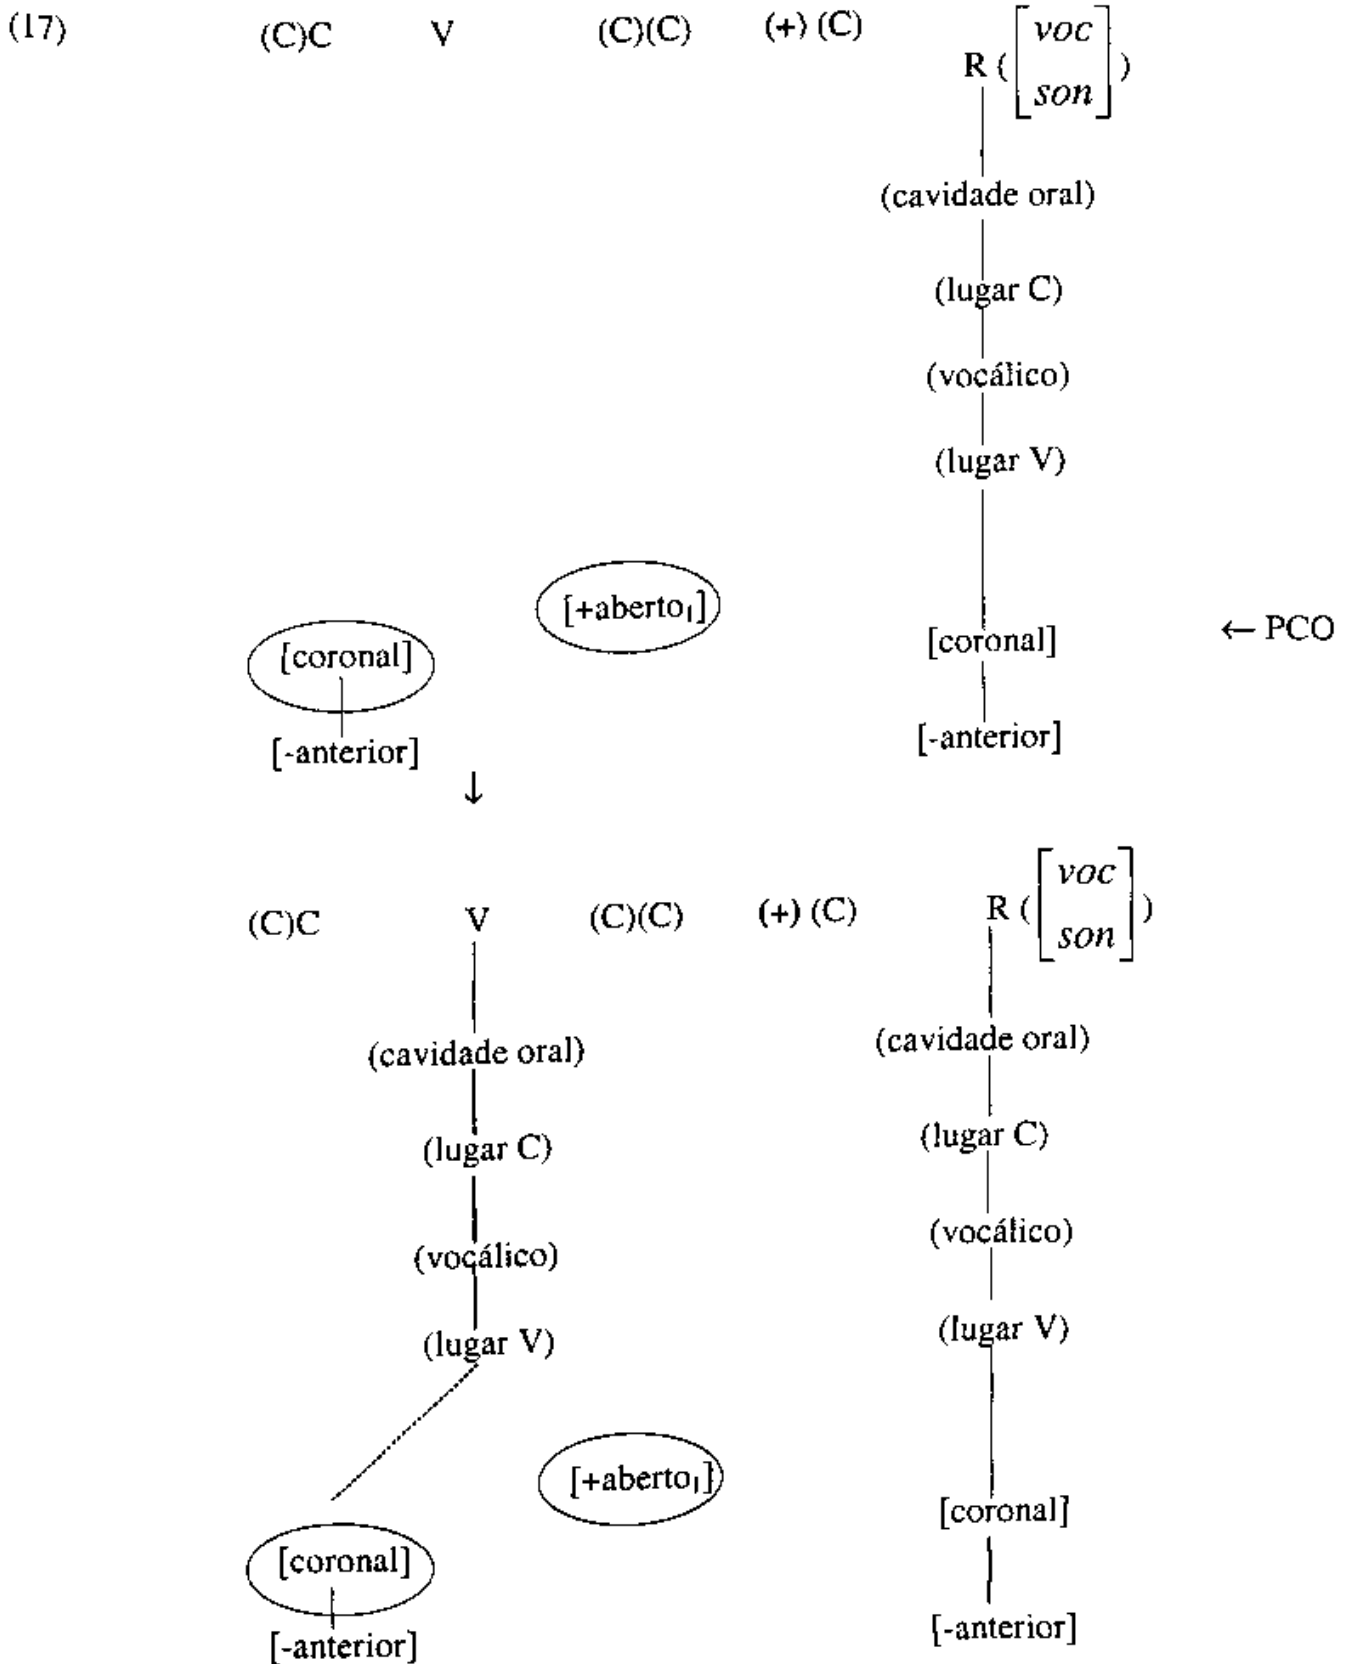 (17) (C)C V (C)(C) (+) (C) R ( [ voc
son ] )
(cavidade oral)
(lugar C)
(vocálico)
(lugar V)
[+aberto₁]
[coronal] [coronal] ← PCO
[-anterior] [-anterior]
↓
(C)C V (C)(C) (+) (C) R ( [ voc
son ] )
(cavidade oral) (cavidade oral)
(lugar C) (lugar C)
(vocálico) (vocálico)
(lugar V) (lugar V)
[+aberto₁]
[coronal] [coronal]
[-anterior] [-anterior]